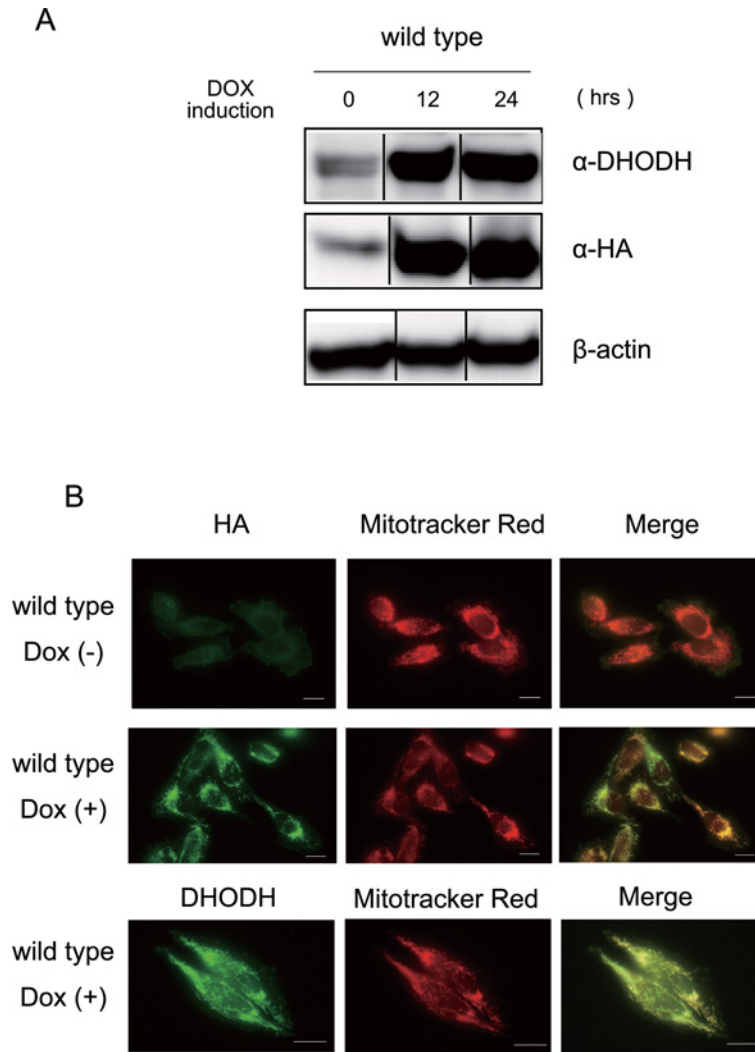 A
wild type
DOX
induction
0 12 24 ( hrs )
α-DHODH
α-HA
β-actin
B
HA Mitotracker Red Merge
wild type
Dox (-)
wild type
Dox (+)
DHODH Mitotracker Red Merge
wild type
Dox (+)